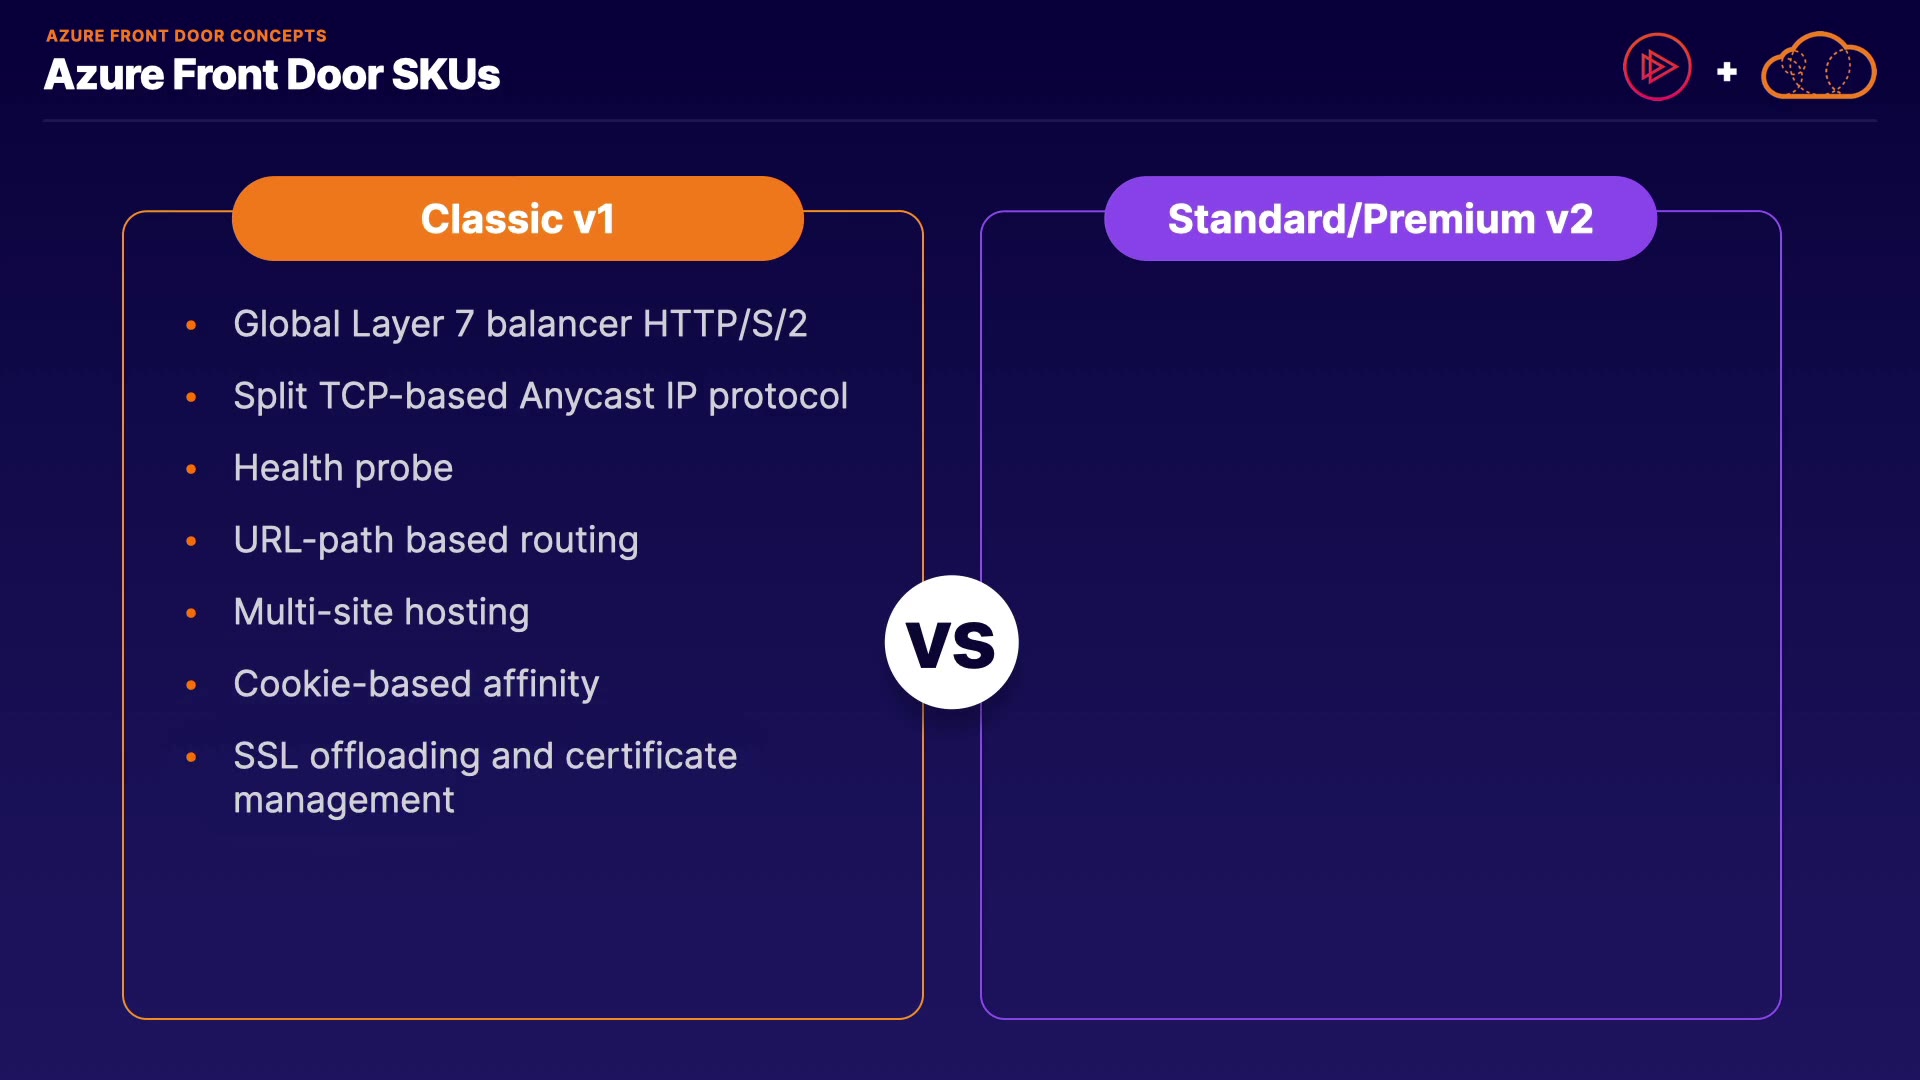 AZURE FRONT DOOR CONCEPTS
Azure Front Door SKUs
+
Classic v1
• Global Layer 7 balancer HTTP/S/2
• Split TCP-based Anycast IP protocol
• Health probe
• URL-path based routing
• Multi-site hosting
• Cookie-based affinity
• SSL offloading and certificate
management
VS
Standard/Premium v2